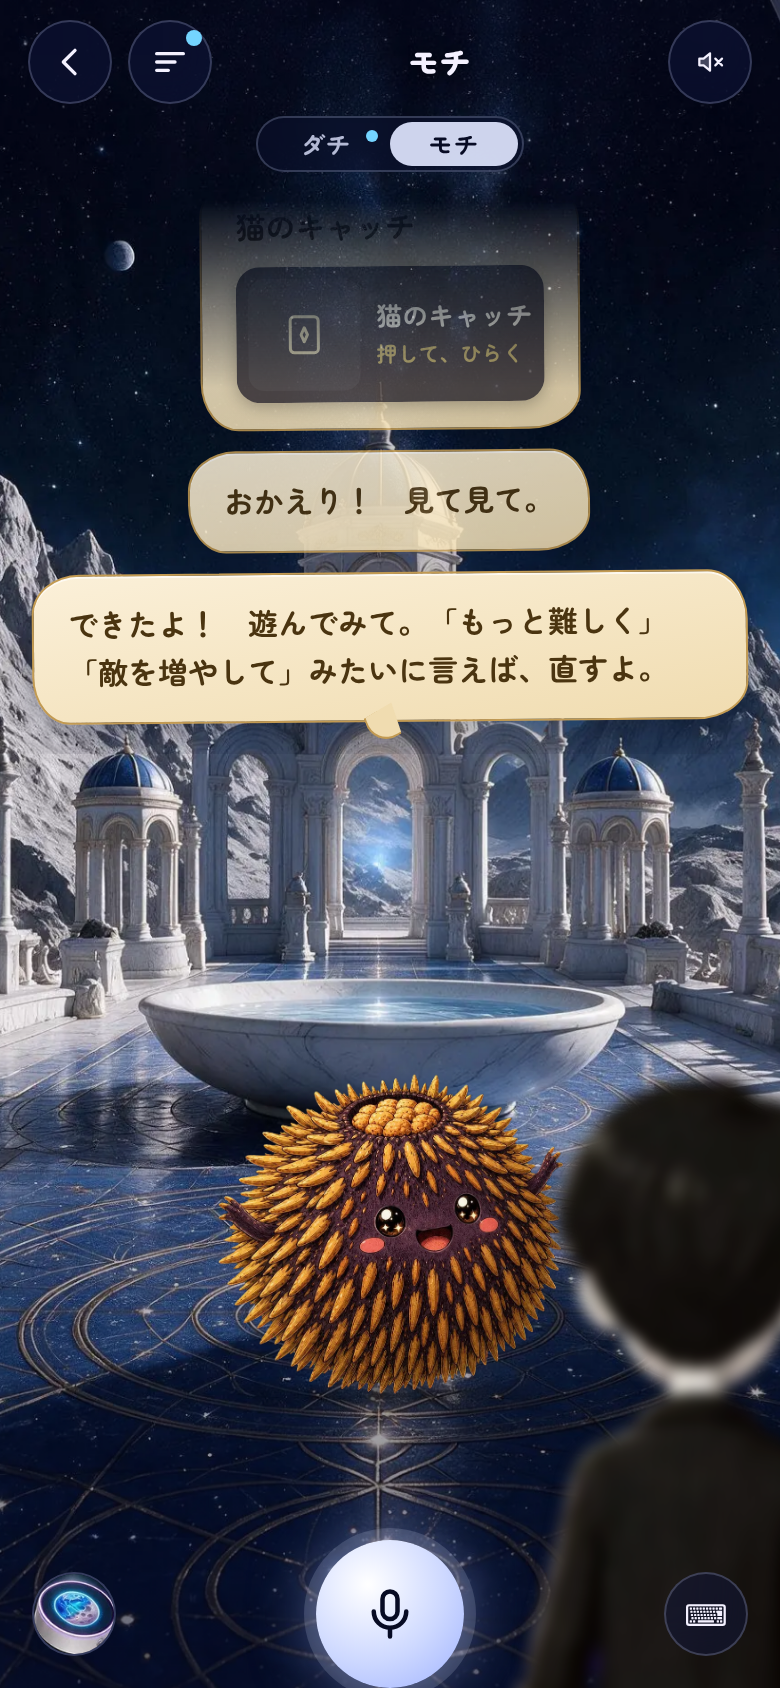 モチ
ダチ
モチ
猫のキャッチ
猫のキャッチ
押して、ひらく
おかえり！　見て見て。
できたよ！　遊んでみて。「もっと難しく」
「敵を増やして」みたいに言えば、直すよ。